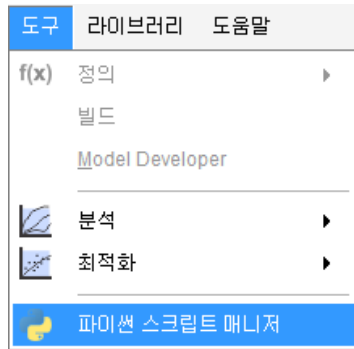 도구 라이브러리 도움말
f(x) 정의
빌드
Model Developer
분석
최적화
파이썬 스크립트 매니저